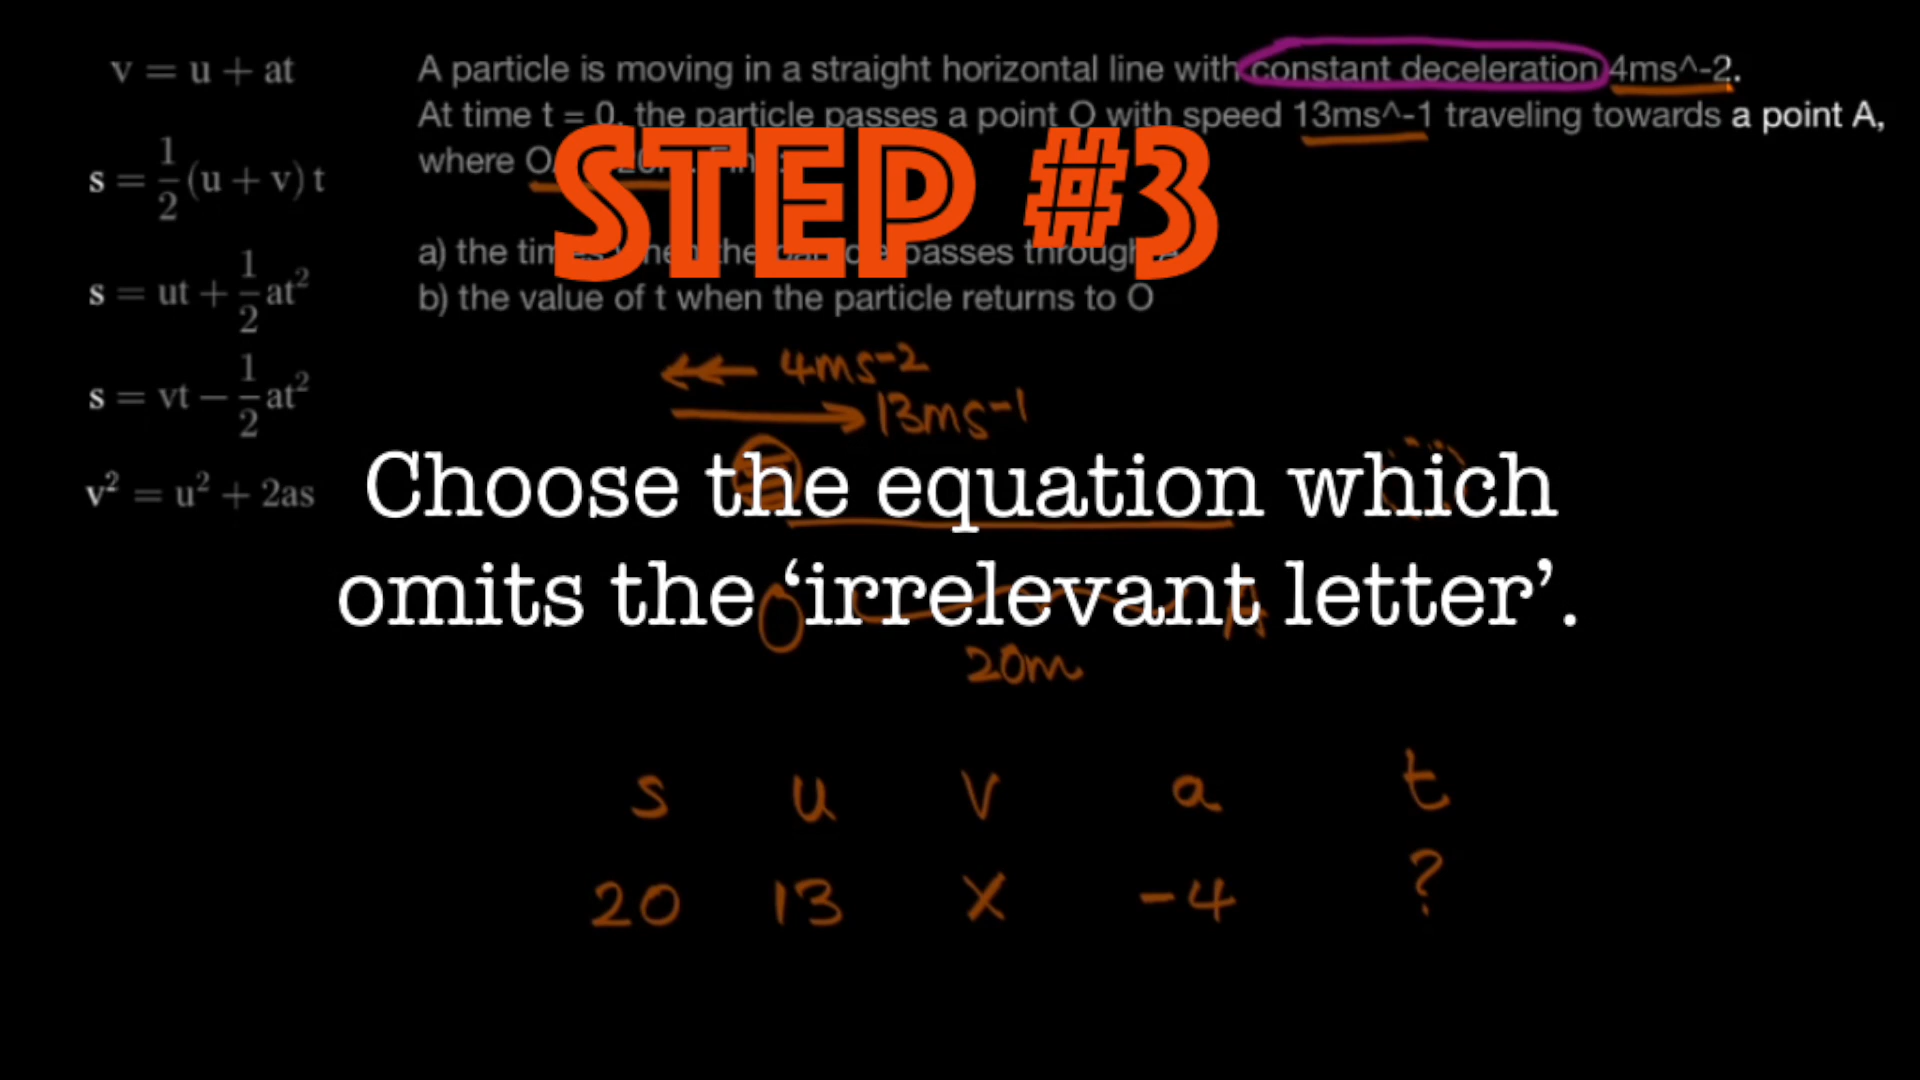 v = u + at
s = 1/2 (u + v) t
s = ut + 1/2 at²
s = vt − 1/2 at²
v² = u² + 2as
A particle is moving in a straight horizontal line with constant deceleration 4ms^-2.
At time t = 0, the particle passes a point O with speed 13ms^-1 traveling towards a point A,
where
STEP #3
a) the passes through
b) the value of t when the particle returns to O
4ms-2
13ms-1
Choose the equation which
omits the ‘irrelevant letter’.
O A
20m
s u v a t
20 13 X -4 ?